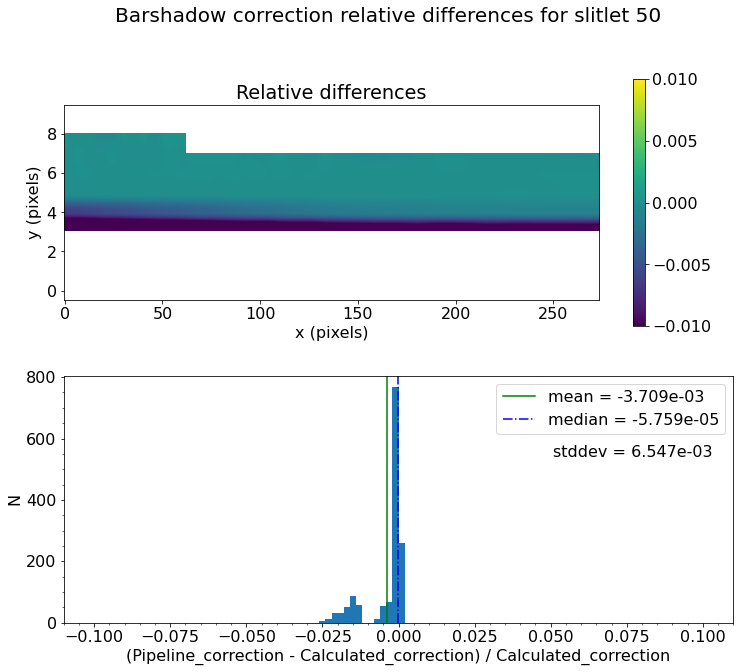 Barshadow correction relative differences for slitlet 50
Relative differences
0.010
0.005
0.000
−0.005
−0.010
8
6
4
2
0
y (pixels)
0 50 100 150 200 250
x (pixels)
800
600
400
200
0
N
mean = -3.709e-03
median = -5.759e-05
stddev = 6.547e-03
−0.100 −0.075 −0.050 −0.025 0.000 0.025 0.050 0.075 0.100
(Pipeline_correction - Calculated_correction) / Calculated_correction